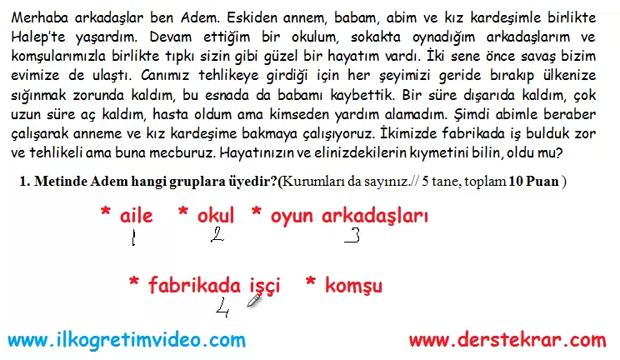 Merhaba arkadaşlar ben Adem. Eskiden annem, babam, abim ve kız kardeşimle birlikte
Halep'te yaşardım. Devam ettiğim bir okulum, sokakta oynadığım arkadaşlarım ve
komşularımızla birlikte tıpkı sizin gibi güzel bir hayatım vardı. İki sene önce savaş bizim
evimize de ulaştı. Canımız tehlikeye girdiği için her şeyimizi geride bırakıp ülkenize
sığınmak zorunda kaldım, bu esnada da babamı kaybettik. Bir süre dışarıda kaldım, çok
uzun süre aç kaldım, hasta oldum ama kimseden yardım alamadım. Şimdi abimle beraber
çalışarak anneme ve kız kardeşime bakmaya çalışıyoruz. İkimizde fabrikada iş bulduk zor
ve tehlikeli ama buna mecburuz. Hayatınızın ve elinizdekilerin kıymetini bilin, oldu mu?
1. Metinde Adem hangi gruplara üyedir?(Kurumları da sayınız.// 5 tane, toplam 10 Puan )
* aile * okul * oyun arkadaşları
1 2 3
* fabrikada işçi * komşu
4
www.ilkogretimvideo.com www.derstekrar.com